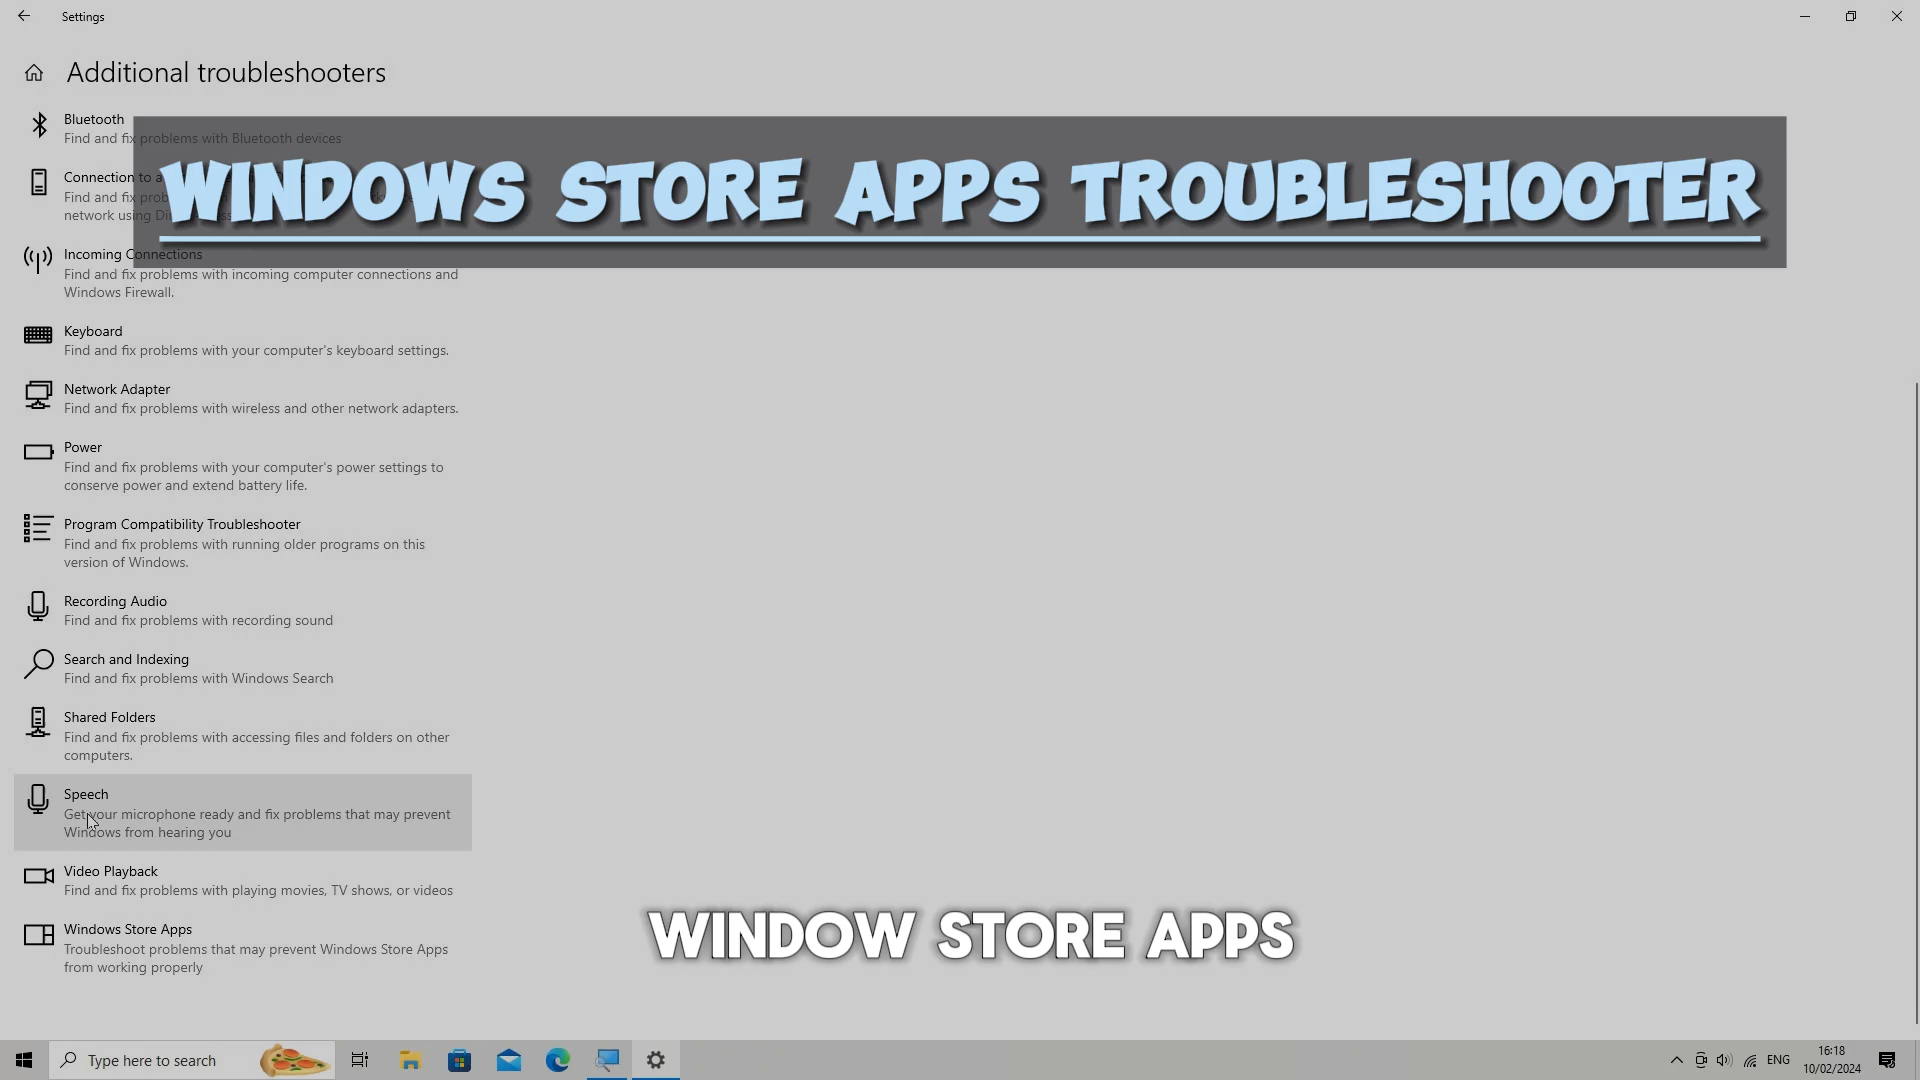 Settings
Additional troubleshooters
Bluetooth
Find and fix problems with Bluetooth devices
WINDOWS STORE APPS TROUBLESHOOTER
Connection to a
Find and fix
network using
Incoming Connections
Find and fix problems with incoming computer connections and
Windows Firewall.
Keyboard
Find and fix problems with your computer's keyboard settings.
Network Adapter
Find and fix problems with wireless and other network adapters.
Power
Find and fix problems with your computer's power settings to
conserve power and extend battery life.
Program Compatibility Troubleshooter
Find and fix problems with running older programs on this
version of Windows.
Recording Audio
Find and fix problems with recording sound
Search and Indexing
Find and fix problems with Windows Search
Shared Folders
Find and fix problems with accessing files and folders on other
computers.
Speech
Get your microphone ready and fix problems that may prevent
Windows from hearing you
Video Playback
Find and fix problems with playing movies, TV shows, or videos
Windows Store Apps
Troubleshoot problems that may prevent Windows Store Apps
from working properly
WINDOW STORE APPS
Type here to search
ENG
16:18
10/02/2024